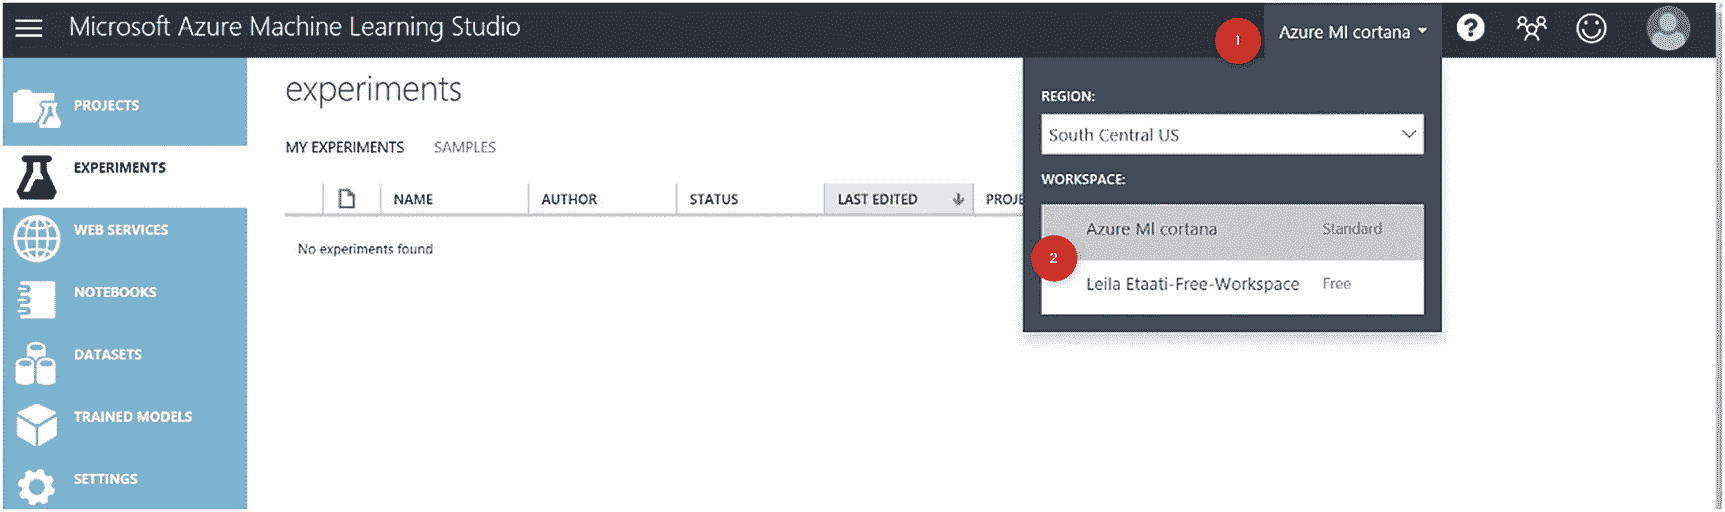 Microsoft Azure Machine Learning Studio
1
Azure Ml cortana
?
PROJECTS
EXPERIMENTS
WEB SERVICES
NOTEBOOKS
DATASETS
TRAINED MODELS
SETTINGS
experiments
MY EXPERIMENTS SAMPLES
NAME AUTHOR STATUS LAST EDITED PROJE
No experiments found
REGION:
South Central US
WORKSPACE:
Azure Ml cortana Standard
2
Leila Etaati-Free-Workspace Free